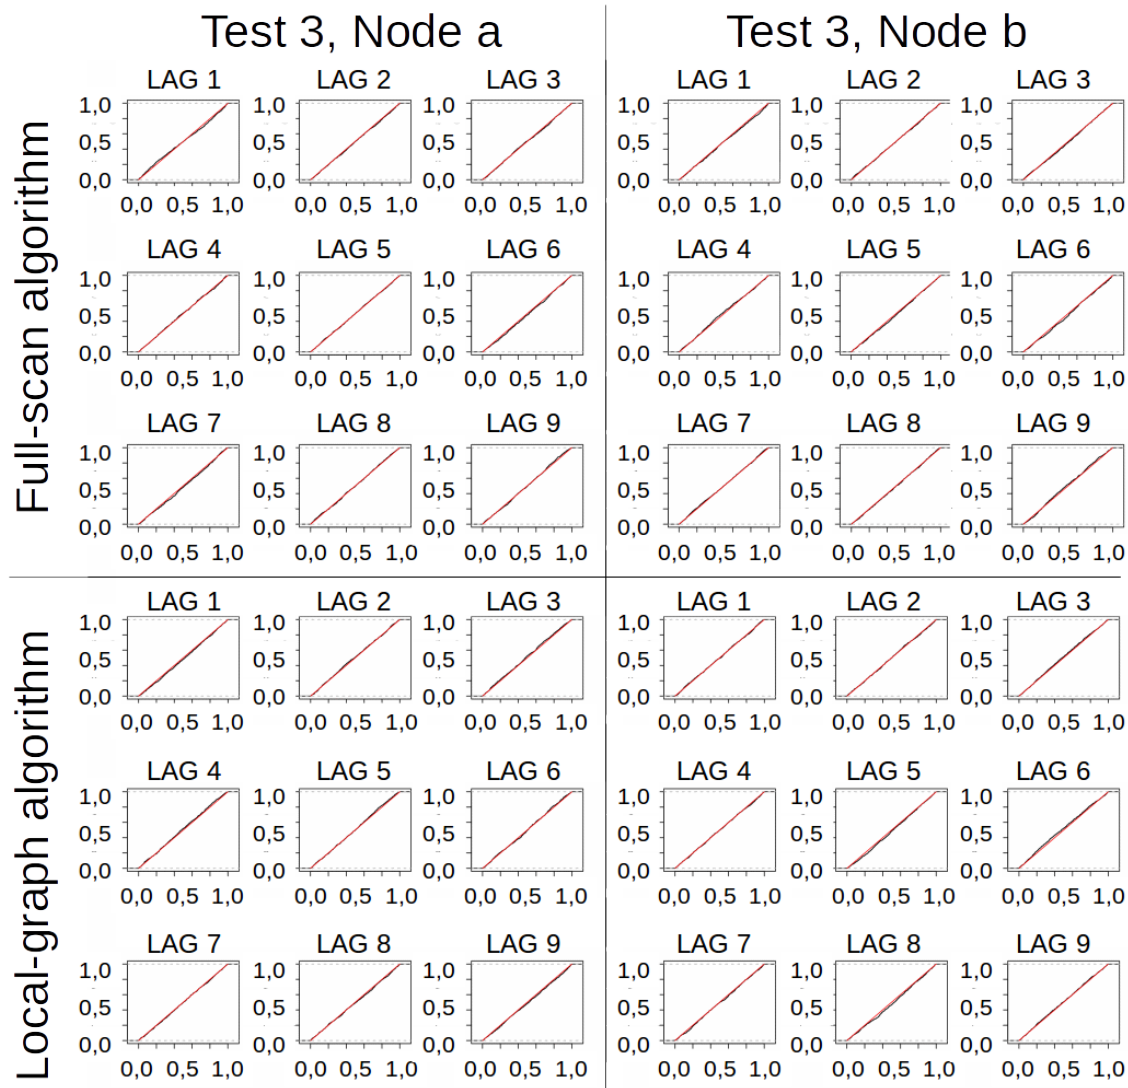 Test 3, Node a
Test 3, Node b
Full-scan algorithm
LAG 1 LAG 2 LAG 3 LAG 1 LAG 2 LAG 3
1,0 1,0 1,0 1,0 1,0 1,0
0,5 0,5 0,5 0,5 0,5 0,5
0,0 0,0 0,0 0,0 0,0 0,0
0,0 0,5 1,0 0,0 0,5 1,0 0,0 0,5 1,0 0,0 0,5 1,0 0,0 0,5 1,0 0,0 0,5 1,0
LAG 4 LAG 5 LAG 6 LAG 4 LAG 5 LAG 6
1,0 1,0 1,0 1,0 1,0 1,0
0,5 0,5 0,5 0,5 0,5 0,5
0,0 0,0 0,0 0,0 0,0 0,0
0,0 0,5 1,0 0,0 0,5 1,0 0,0 0,5 1,0 0,0 0,5 1,0 0,0 0,5 1,0 0,0 0,5 1,0
LAG 7 LAG 8 LAG 9 LAG 7 LAG 8 LAG 9
1,0 1,0 1,0 1,0 1,0 1,0
0,5 0,5 0,5 0,5 0,5 0,5
0,0 0,0 0,0 0,0 0,0 0,0
0,0 0,5 1,0 0,0 0,5 1,0 0,0 0,5 1,0 0,0 0,5 1,0 0,0 0,5 1,0 0,0 0,5 1,0
Local-graph algorithm
LAG 1 LAG 2 LAG 3 LAG 1 LAG 2 LAG 3
1,0 1,0 1,0 1,0 1,0 1,0
0,5 0,5 0,5 0,5 0,5 0,5
0,0 0,0 0,0 0,0 0,0 0,0
0,0 0,5 1,0 0,0 0,5 1,0 0,0 0,5 1,0 0,0 0,5 1,0 0,0 0,5 1,0 0,0 0,5 1,0
LAG 4 LAG 5 LAG 6 LAG 4 LAG 5 LAG 6
1,0 1,0 1,0 1,0 1,0 1,0
0,5 0,5 0,5 0,5 0,5 0,5
0,0 0,0 0,0 0,0 0,0 0,0
0,0 0,5 1,0 0,0 0,5 1,0 0,0 0,5 1,0 0,0 0,5 1,0 0,0 0,5 1,0 0,0 0,5 1,0
LAG 7 LAG 8 LAG 9 LAG 7 LAG 8 LAG 9
1,0 1,0 1,0 1,0 1,0 1,0
0,5 0,5 0,5 0,5 0,5 0,5
0,0 0,0 0,0 0,0 0,0 0,0
0,0 0,5 1,0 0,0 0,5 1,0 0,0 0,5 1,0 0,0 0,5 1,0 0,0 0,5 1,0 0,0 0,5 1,0